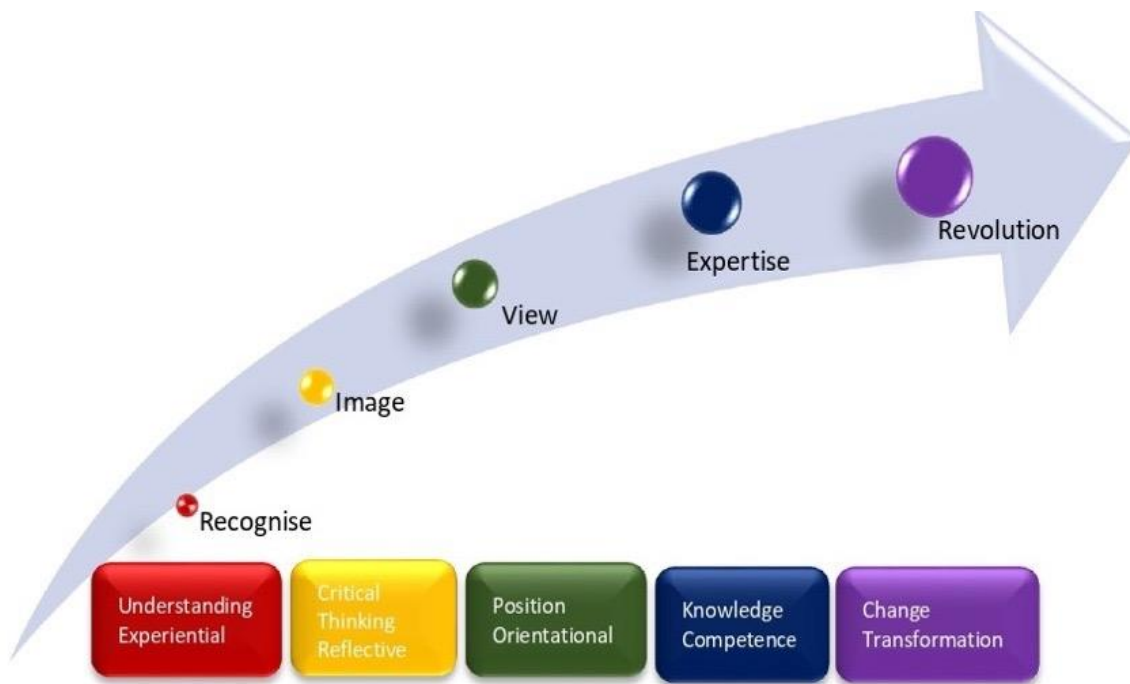 Revolution
Expertise
View
Image
Recognise
Understanding
Experiential
Critical
Thinking
Reflective
Position
Orientational
Knowledge
Competence
Change
Transformation